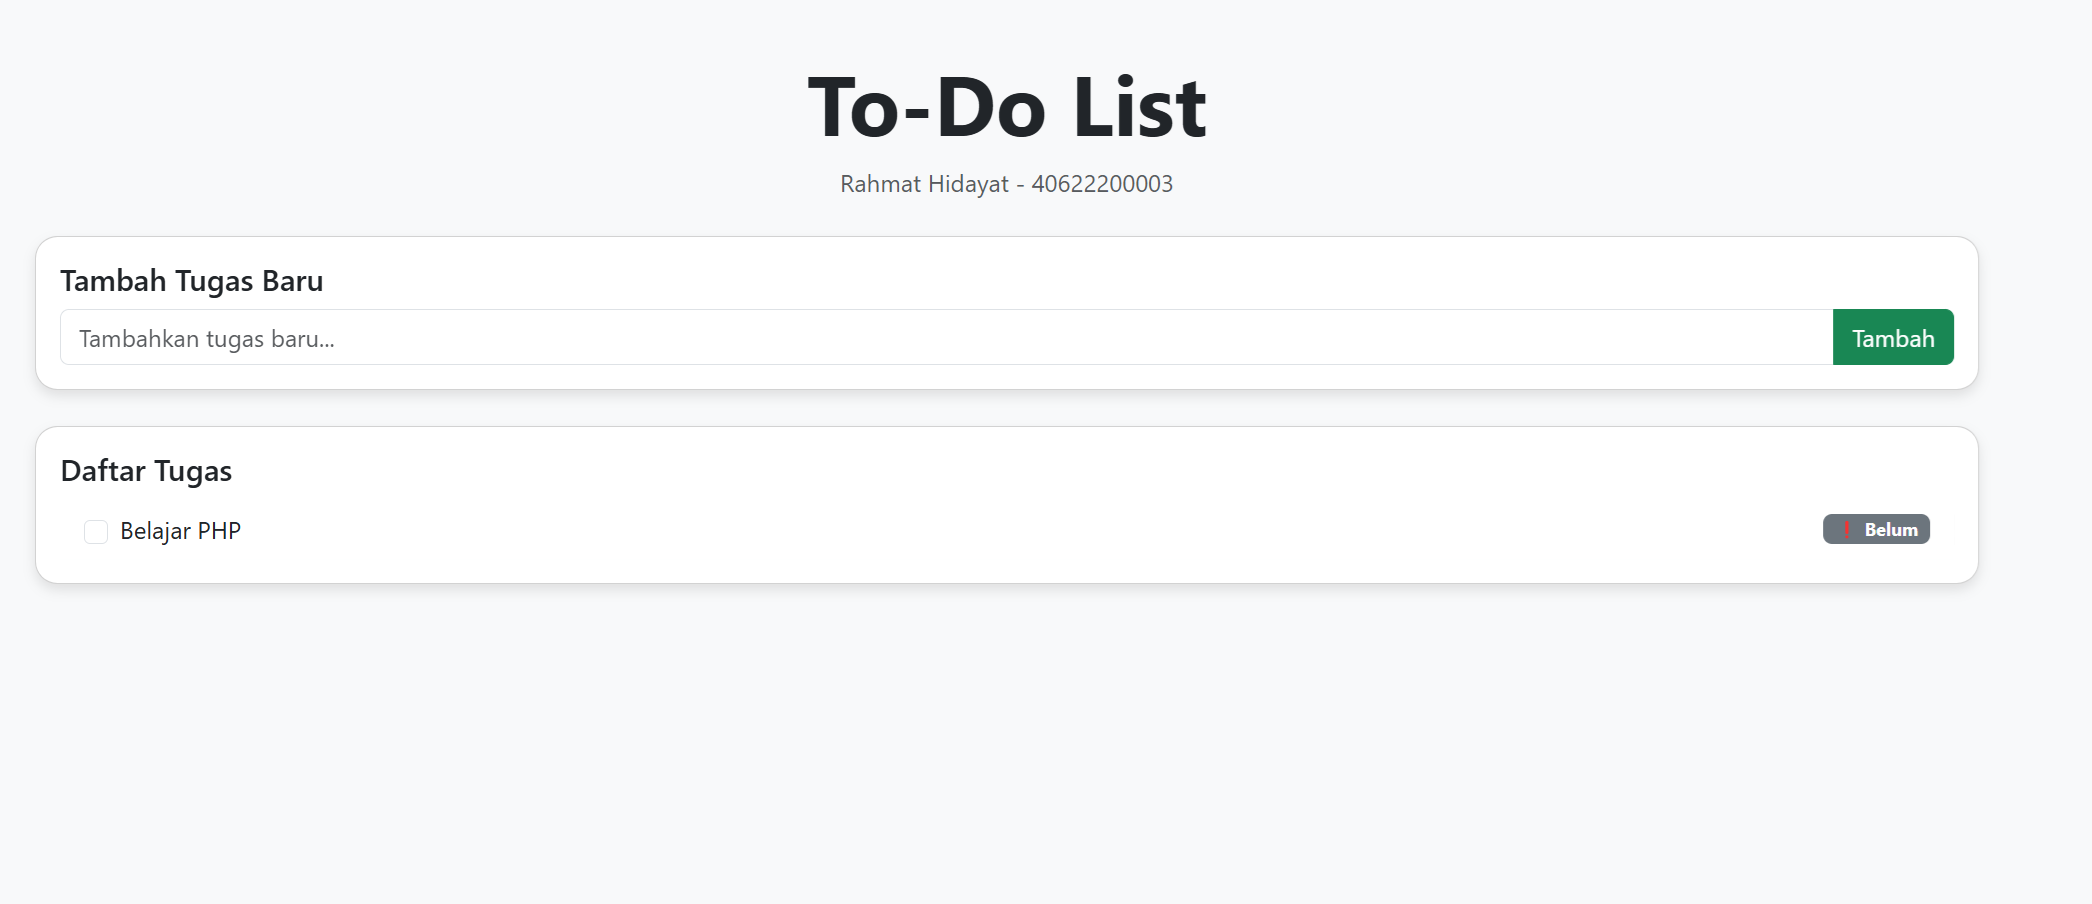 To-Do List
Rahmat Hidayat - 40622200003
Tambah Tugas Baru
Tambahkan tugas baru...
Tambah
Daftar Tugas
Belajar PHP
❗ Belum